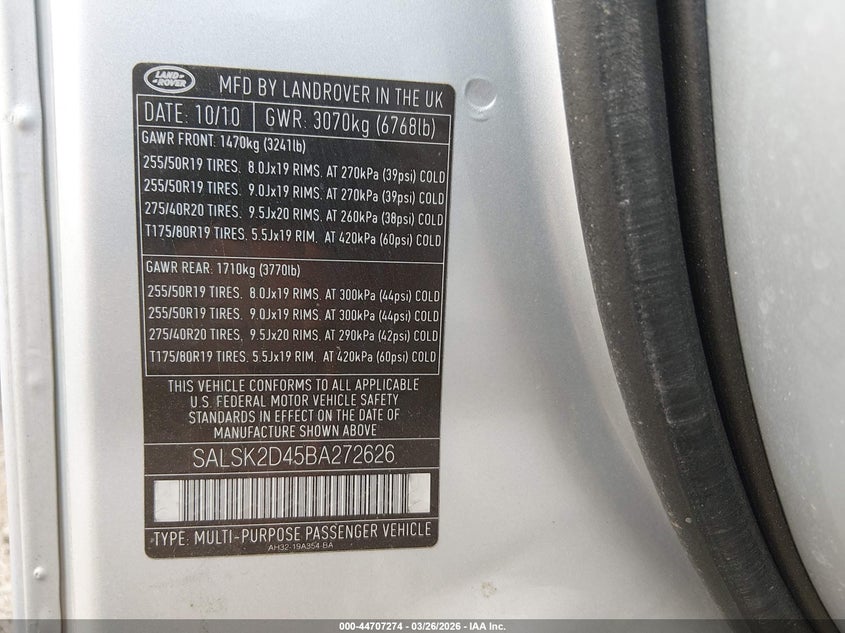 LAND ROVER
MFD BY LANDROVER IN THE UK
DATE: 10/10 GWR: 3070kg (6768lb)
GAWR FRONT: 1470kg (3241lb)
255/50R19 TIRES. 8.0Jx19 RIMS. AT 270kPa (39psi) COLD
255/50R19 TIRES. 9.0Jx19 RIMS. AT 270kPa (39psi) COLD
275/40R20 TIRES. 9.5Jx20 RIMS. AT 260kPa (38psi) COLD
T175/80R19 TIRES. 5.5Jx19 RIM. AT 420kPa (60psi) COLD
GAWR REAR: 1710kg (3770lb)
255/50R19 TIRES. 8.0Jx19 RIMS. AT 300kPa (44psi) COLD
255/50R19 TIRES. 9.0Jx19 RIMS. AT 300kPa (44psi) COLD
275/40R20 TIRES. 9.5Jx20 RIMS. AT 290kPa (42psi) COLD
T175/80R19 TIRES. 5.5Jx19 RIM. AT 420kPa (60psi) COLD
THIS VEHICLE CONFORMS TO ALL APPLICABLE
U.S. FEDERAL MOTOR VEHICLE SAFETY
STANDARDS IN EFFECT ON THE DATE OF
MANUFACTURE SHOWN ABOVE
SALSK2D45BA272626
TYPE: MULTI-PURPOSE PASSENGER VEHICLE
AH32-19A354-BA
000-44707274 - 03/26/2026 - IAA Inc.